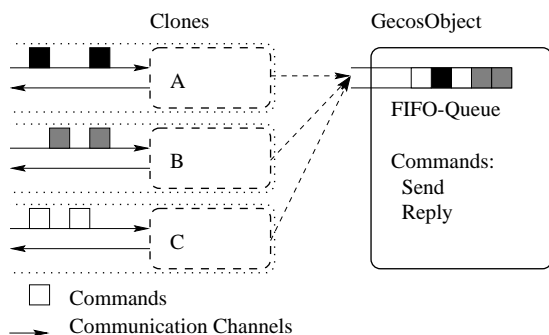 Clones
GecosObject
A
FIFO-Queue
B
Commands:
Send
Reply
C
Commands
Communication Channels